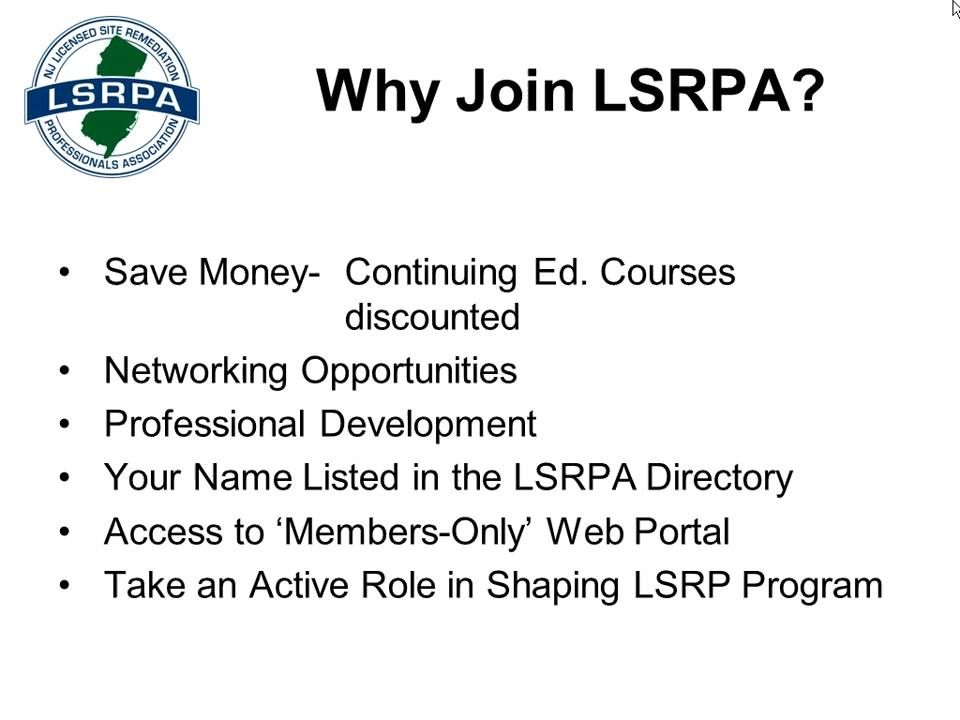 NJ LICENSED SITE REMEDIATION
LSRPA
PROFESSIONALS ASSOCIATION
Why Join LSRPA?
• Save Money- Continuing Ed. Courses
discounted
• Networking Opportunities
• Professional Development
• Your Name Listed in the LSRPA Directory
• Access to ‘Members-Only’ Web Portal
• Take an Active Role in Shaping LSRP Program